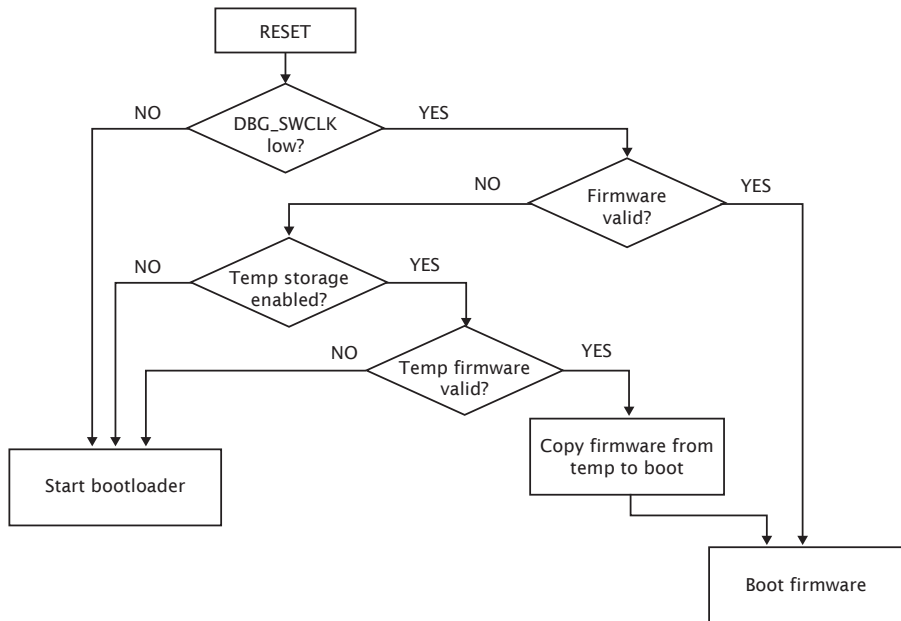 RESET
NO
YES
DBG_SWCLK
low?
NO
YES
Firmware
valid?
NO
YES
Temp storage
enabled?
NO
YES
Temp firmware
valid?
Copy firmware from
temp to boot
Start bootloader
Boot firmware